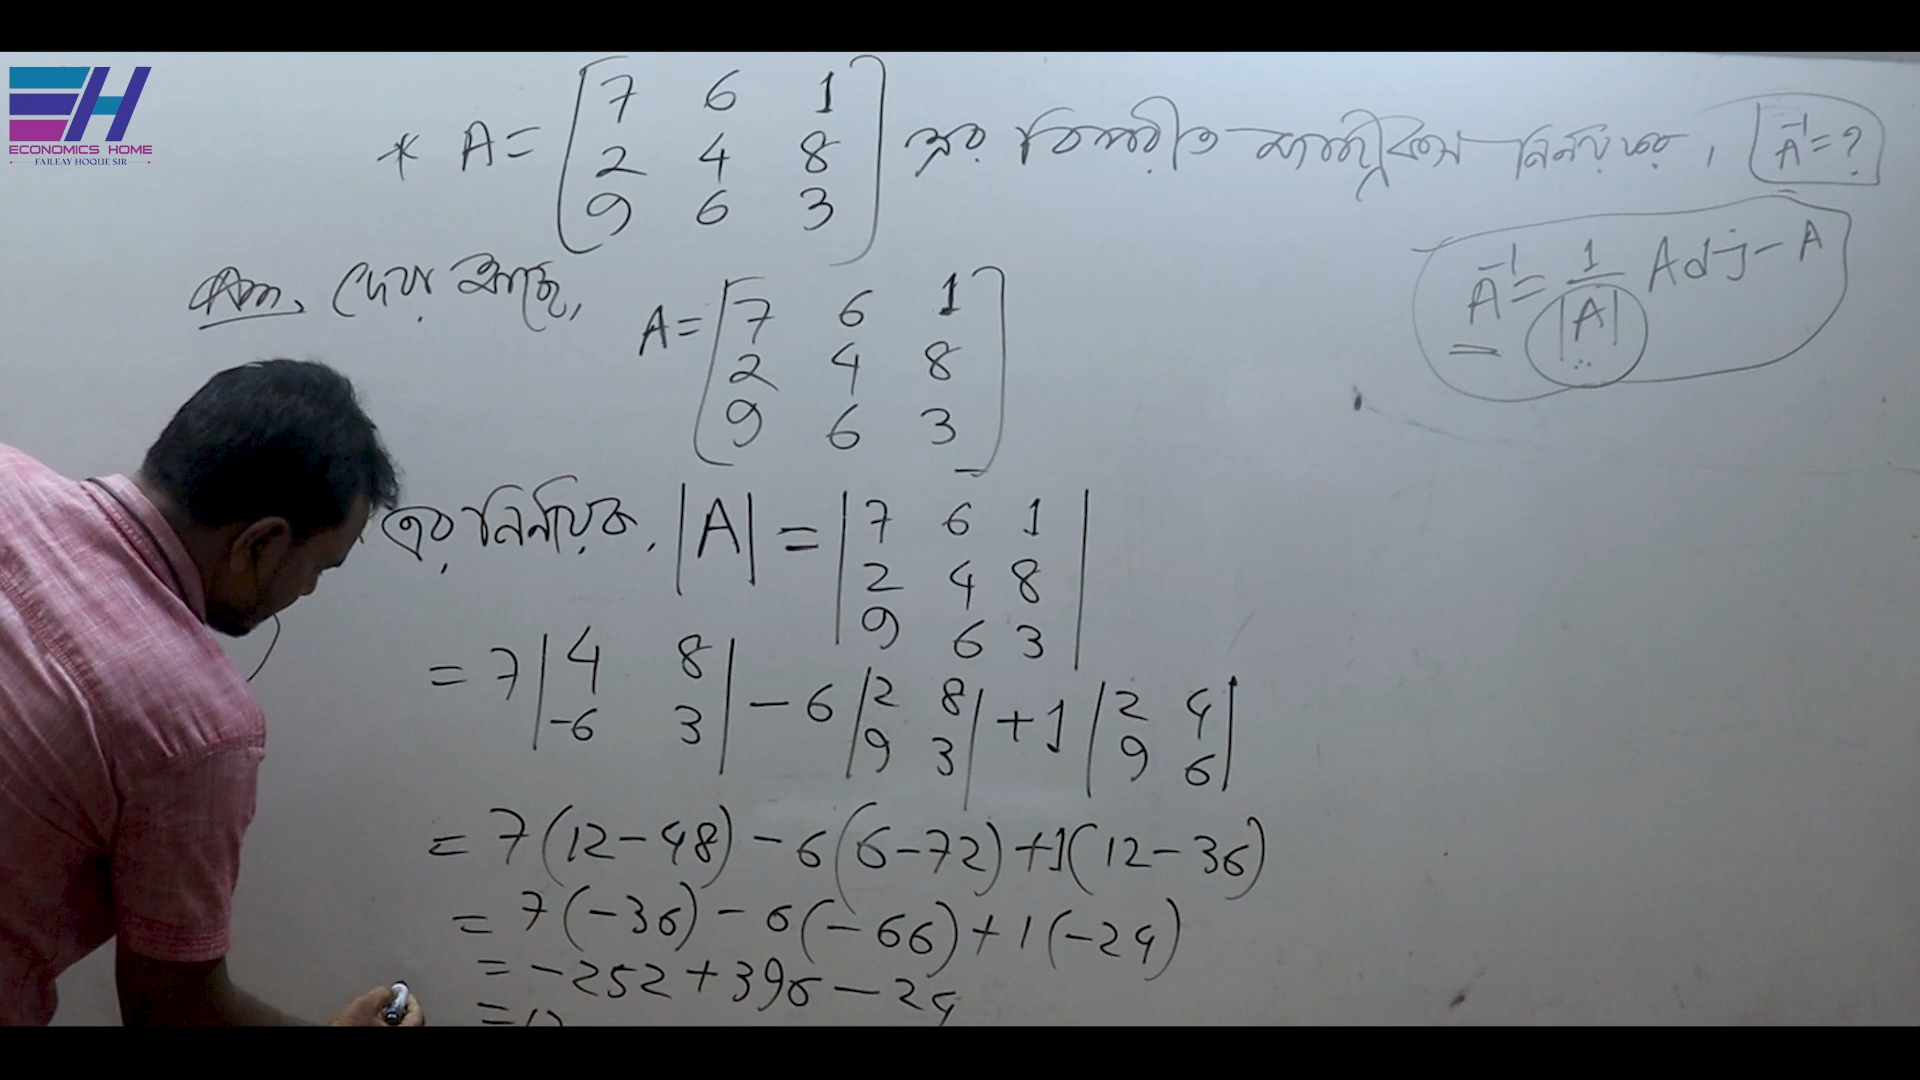 EH
ECONOMICS HOME
FAILEAY HOQUE SIR
* A = [7 6 1
2 4 8
9 6 3] এর বিপরীত ম্যাট্রিক্স নির্ণয় কর, A⁻¹ = ?
A⁻¹ = 1/|A| Adj-A
Ans, দেয়া আছে,
A = [7 6 1
2 4 8
9 6 3]
এর নির্ণায়ক, |A| = |7 6 1
2 4 8
9 6 3|
= 7 |4 8
-6 3| - 6 |2 8
9 3| + 1 |2 4
9 6|
= 7(12-48) - 6(6-72) + 1(12-36)
= 7(-36) - 6(-66) + 1(-24)
= -252 + 396 - 24